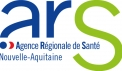 ars
Agence Régionale de Santé
Nouvelle-Aquitaine